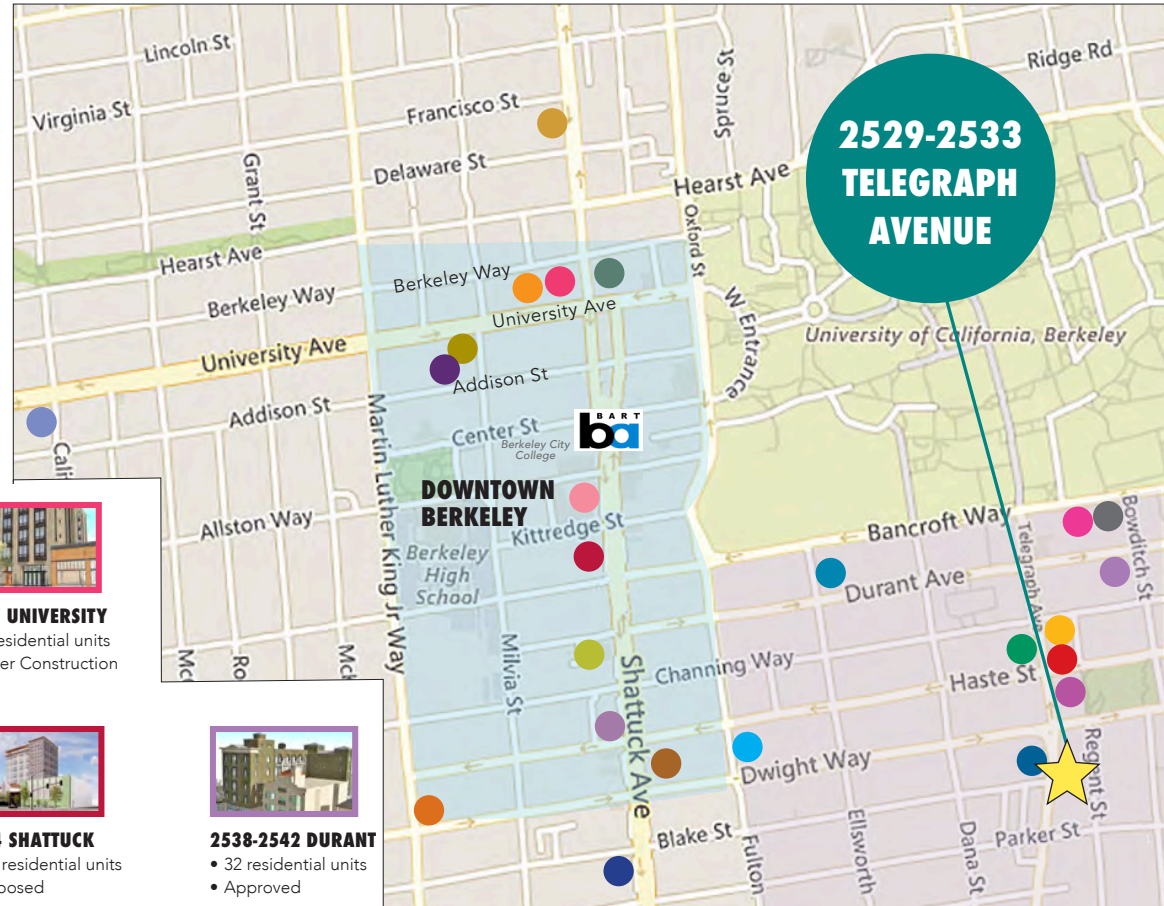 Lincoln St
Ridge Rd
Virginia St
Francisco St
Spruce St
2529-2533
TELEGRAPH
AVENUE
Grant St
Delaware St
Hearst Ave
Oxford St
Hearst Ave
Berkeley Way
Berkeley Way
University Ave
W Entrance
University of California, Berkeley
University Ave
Addison St
Addison St
BART
ba
Center St
Berkeley City
College
Martin Luther King Jr Way
DOWNTOWN
BERKELEY
Allston Way
Kittredge St
Bancroft Way
Telegraph Ave
Bowditch St
Berkeley
High
School
Durant Ave
UNIVERSITY
residential units
Construction
Milvia St
Shattuck Ave
Channing Way
Haste St
Regent St
Dwight Way
SHATTUCK
residential units
2538-2542 DURANT
• 32 residential units
• Approved
Blake St
Fulton
Ellsworth
Dana St
Parker St